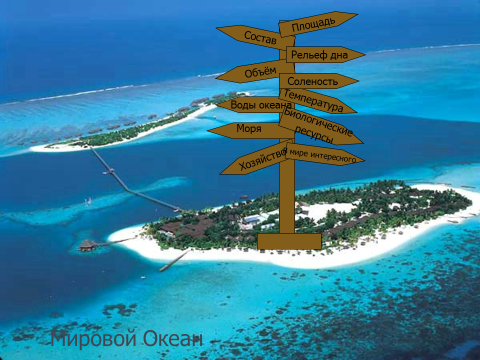 Площадь
Состав
Рельеф дна
Объём
Соленость
Температура
Воды океана
Биологические
ресурсы
Моря
Хозяйство
мире интересного
Мировой Океан